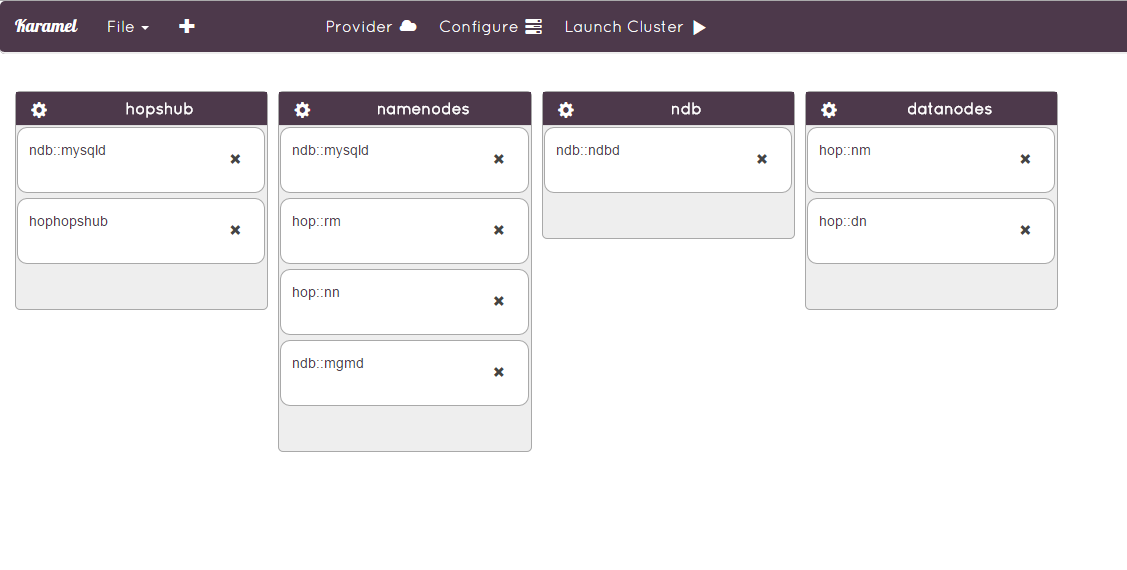 Karamel File Provider Configure Launch Cluster
hopshub
ndb::mysqld
hophopshub
namenodes
ndb::mysqld
hop::rm
hop::nn
ndb::mgmd
ndb
ndb::ndbd
datanodes
hop::nm
hop::dn